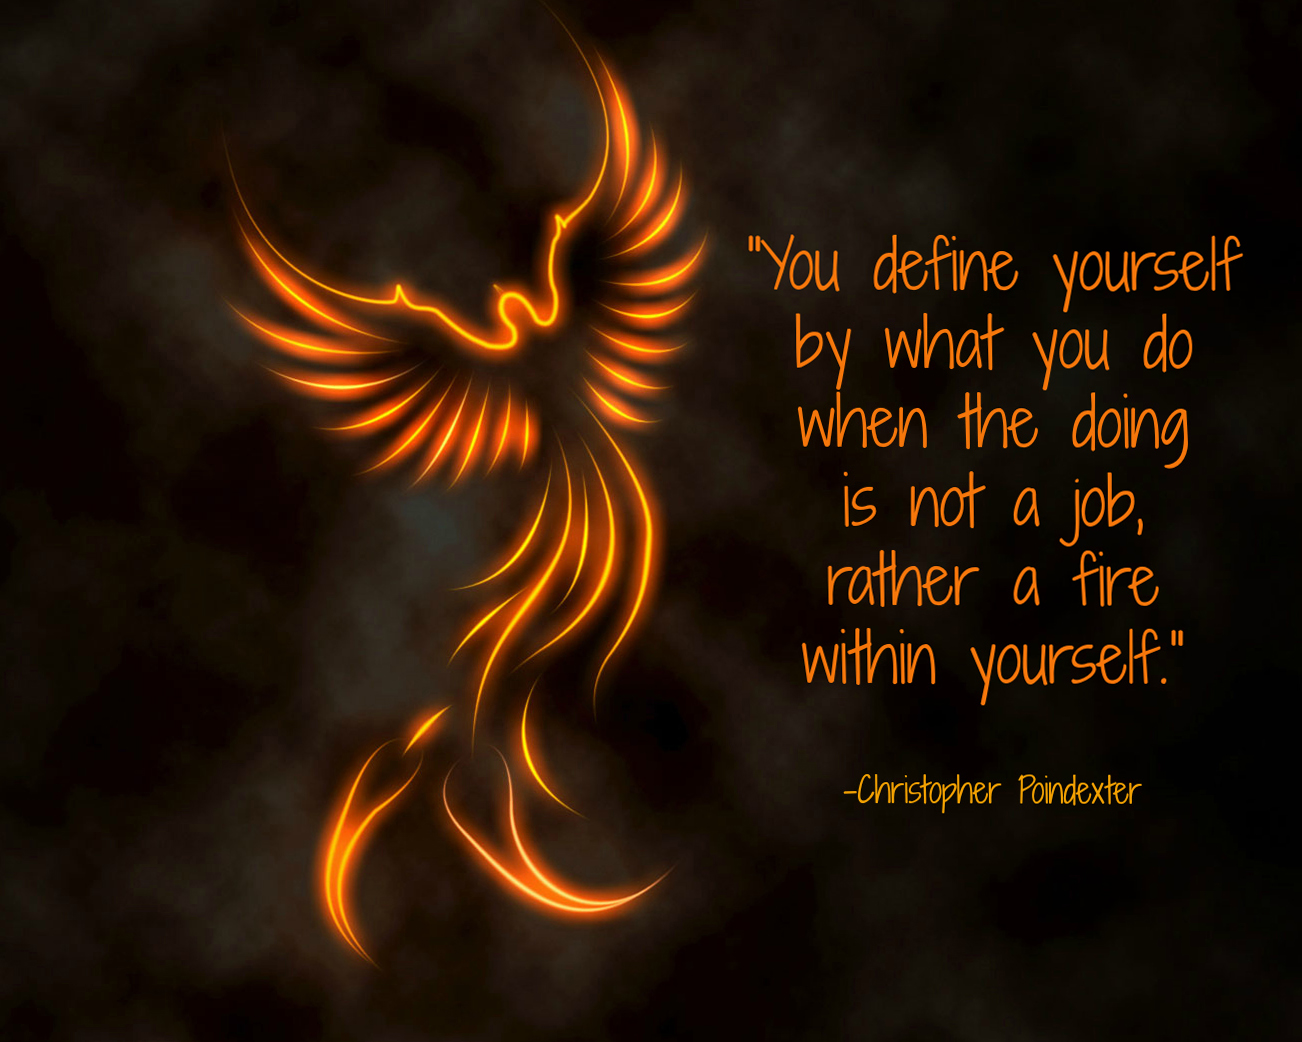 "You define yourself
by what you do
when the doing
is not a job,
rather a fire
within yourself."
-Christopher Poindexter